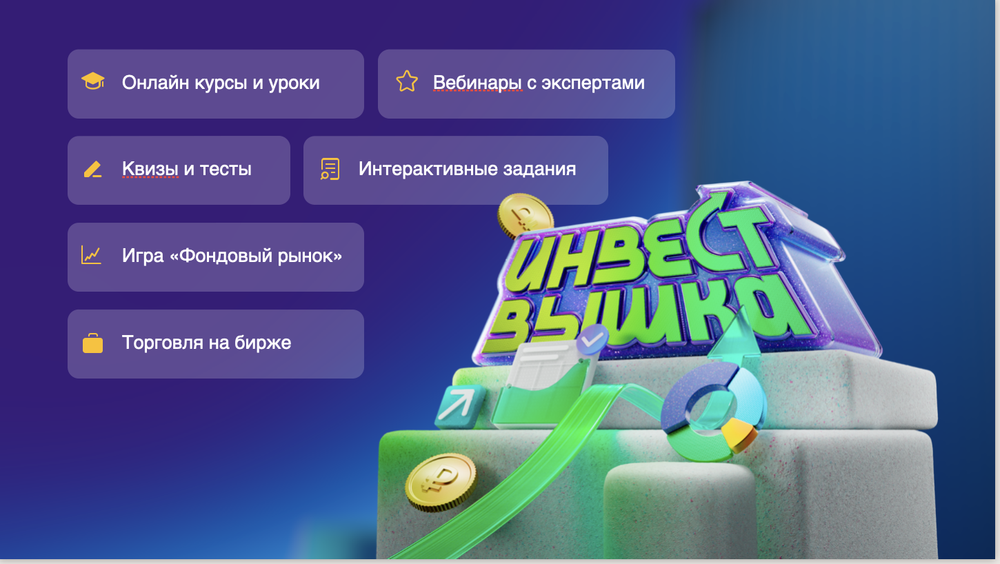 Онлайн курсы и уроки
Вебинары с экспертами
Квизы и тесты
Интерактивные задания
Игра «Фондовый рынок»
Торговля на бирже
ИНВЕСТ
ВЫШКА